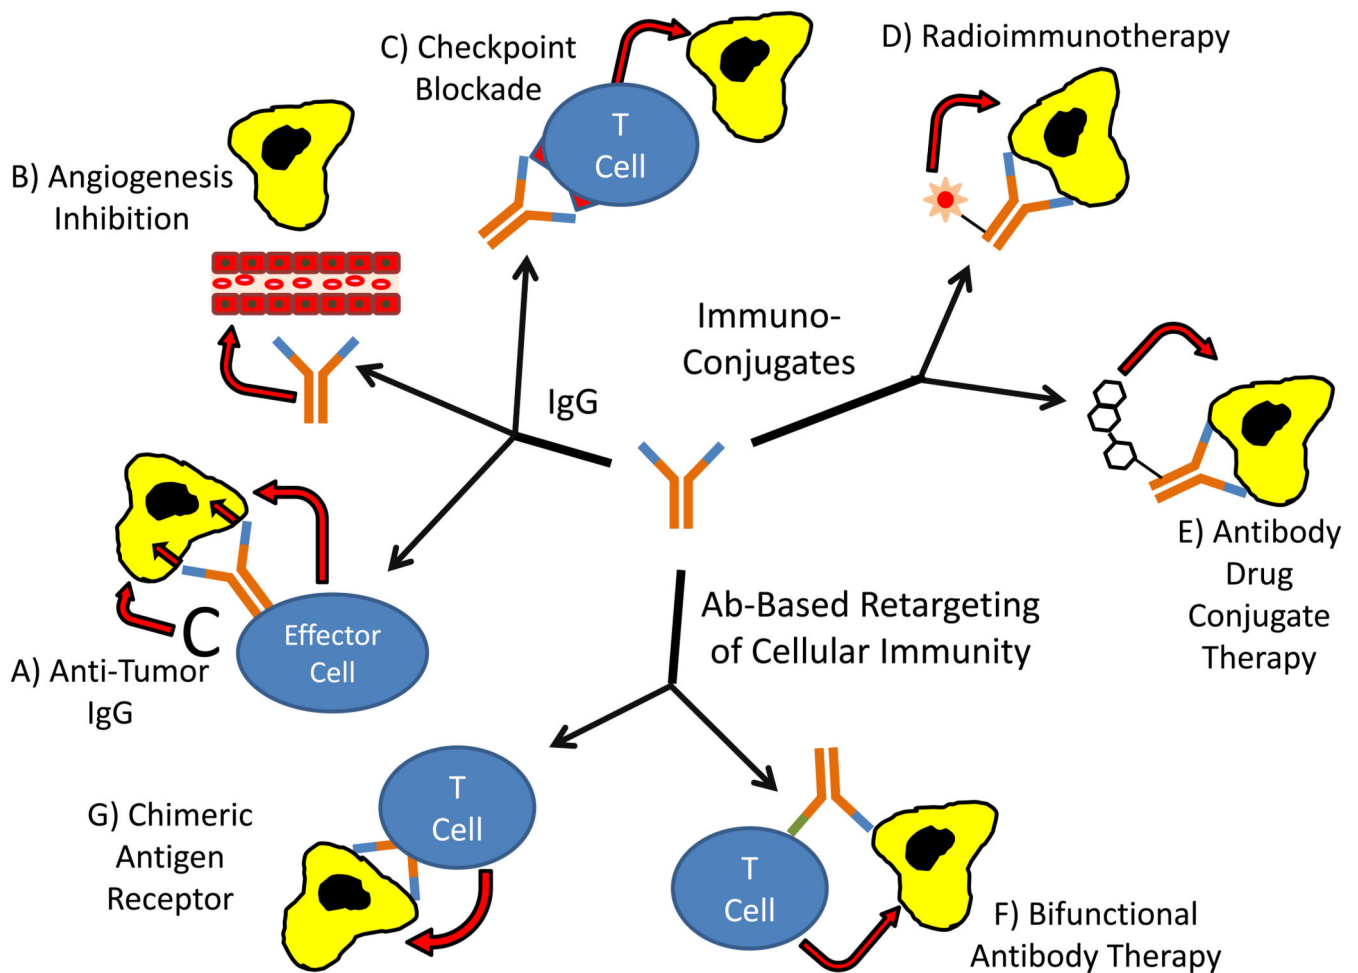 C) Checkpoint
Blockade
T
Cell
D) Radioimmunotherapy
B) Angiogenesis
Inhibition
Immuno-
Conjugates
IgG
E) Antibody
Drug
Conjugate
Therapy
Ab-Based Retargeting
of Cellular Immunity
C
Effector
Cell
A) Anti-Tumor
IgG
T
Cell
G) Chimeric
Antigen
Receptor
T
Cell
F) Bifunctional
Antibody Therapy